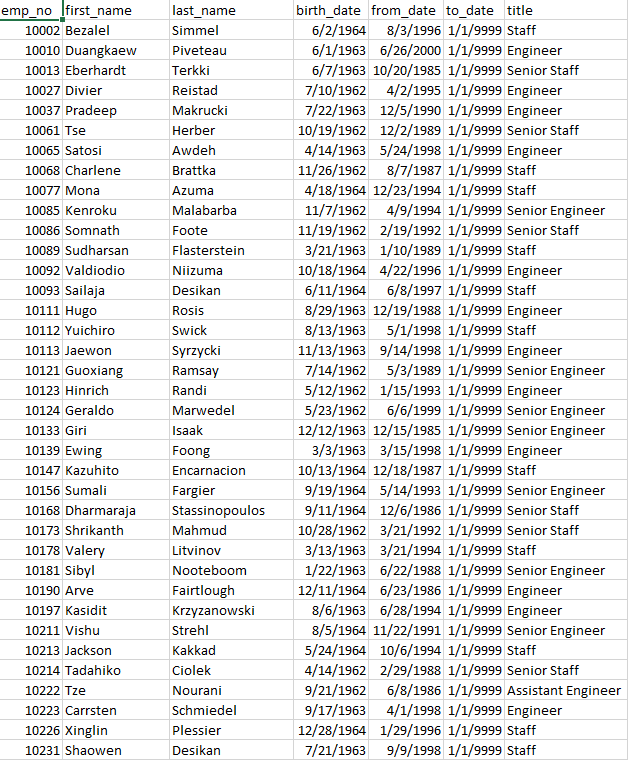 emp_no first_name last_name birth_date from_date to_date title
10002 Bezalel Simmel 6/2/1964 8/3/1996 1/1/9999 Staff
10010 Duangkaew Piveteau 6/1/1963 6/26/2000 1/1/9999 Engineer
10013 Eberhardt Terkki 6/7/1963 10/20/1985 1/1/9999 Senior Staff
10027 Divier Reistad 7/10/1962 4/2/1995 1/1/9999 Engineer
10037 Pradeep Makrucki 7/22/1963 12/5/1990 1/1/9999 Engineer
10061 Tse Herber 10/19/1962 12/2/1989 1/1/9999 Senior Staff
10065 Satosi Awdeh 4/14/1963 5/24/1998 1/1/9999 Engineer
10068 Charlene Brattka 11/26/1962 8/7/1987 1/1/9999 Staff
10077 Mona Azuma 4/18/1964 12/23/1994 1/1/9999 Staff
10085 Kenroku Malabarba 11/7/1962 4/9/1994 1/1/9999 Senior Engineer
10086 Somnath Foote 11/19/1962 2/19/1992 1/1/9999 Senior Staff
10089 Sudharsan Flasterstein 3/21/1963 1/10/1989 1/1/9999 Staff
10092 Valdiodio Niizuma 10/18/1964 4/22/1996 1/1/9999 Engineer
10093 Sailaja Desikan 6/11/1964 6/8/1997 1/1/9999 Staff
10111 Hugo Rosis 8/29/1963 12/19/1988 1/1/9999 Engineer
10112 Yuichiro Swick 8/13/1963 5/1/1998 1/1/9999 Staff
10113 Jaewon Syrzycki 11/13/1963 9/14/1998 1/1/9999 Engineer
10121 Guoxiang Ramsay 7/14/1962 5/3/1989 1/1/9999 Senior Engineer
10123 Hinrich Randi 5/12/1962 1/15/1993 1/1/9999 Engineer
10124 Geraldo Marwedel 5/23/1962 6/6/1999 1/1/9999 Senior Engineer
10133 Giri Isaak 12/12/1963 12/15/1985 1/1/9999 Senior Engineer
10139 Ewing Foong 3/3/1963 3/15/1998 1/1/9999 Engineer
10147 Kazuhito Encarnacion 10/13/1964 12/18/1987 1/1/9999 Staff
10156 Sumali Fargier 9/19/1964 5/14/1993 1/1/9999 Senior Engineer
10168 Dharmaraja Stassinopoulos 9/11/1964 12/6/1986 1/1/9999 Senior Staff
10173 Shrikanth Mahmud 10/28/1962 3/21/1992 1/1/9999 Senior Staff
10178 Valery Litvinov 3/13/1963 3/21/1994 1/1/9999 Staff
10181 Sibyl Nooteboom 1/22/1963 6/22/1988 1/1/9999 Senior Engineer
10190 Arve Fairtlough 12/11/1964 6/23/1986 1/1/9999 Engineer
10197 Kasidit Krzyzanowski 8/6/1963 6/28/1994 1/1/9999 Engineer
10211 Vishu Strehl 8/5/1964 11/22/1991 1/1/9999 Senior Engineer
10213 Jackson Kakkad 5/24/1964 10/6/1994 1/1/9999 Staff
10214 Tadahiko Ciolek 4/14/1962 2/29/1988 1/1/9999 Senior Staff
10222 Tze Nourani 9/21/1962 6/8/1986 1/1/9999 Assistant Engineer
10223 Carrsten Schmiedel 9/17/1963 4/1/1998 1/1/9999 Engineer
10226 Xinglin Plessier 12/28/1964 1/29/1996 1/1/9999 Staff
10231 Shaowen Desikan 7/21/1963 9/9/1998 1/1/9999 Staff